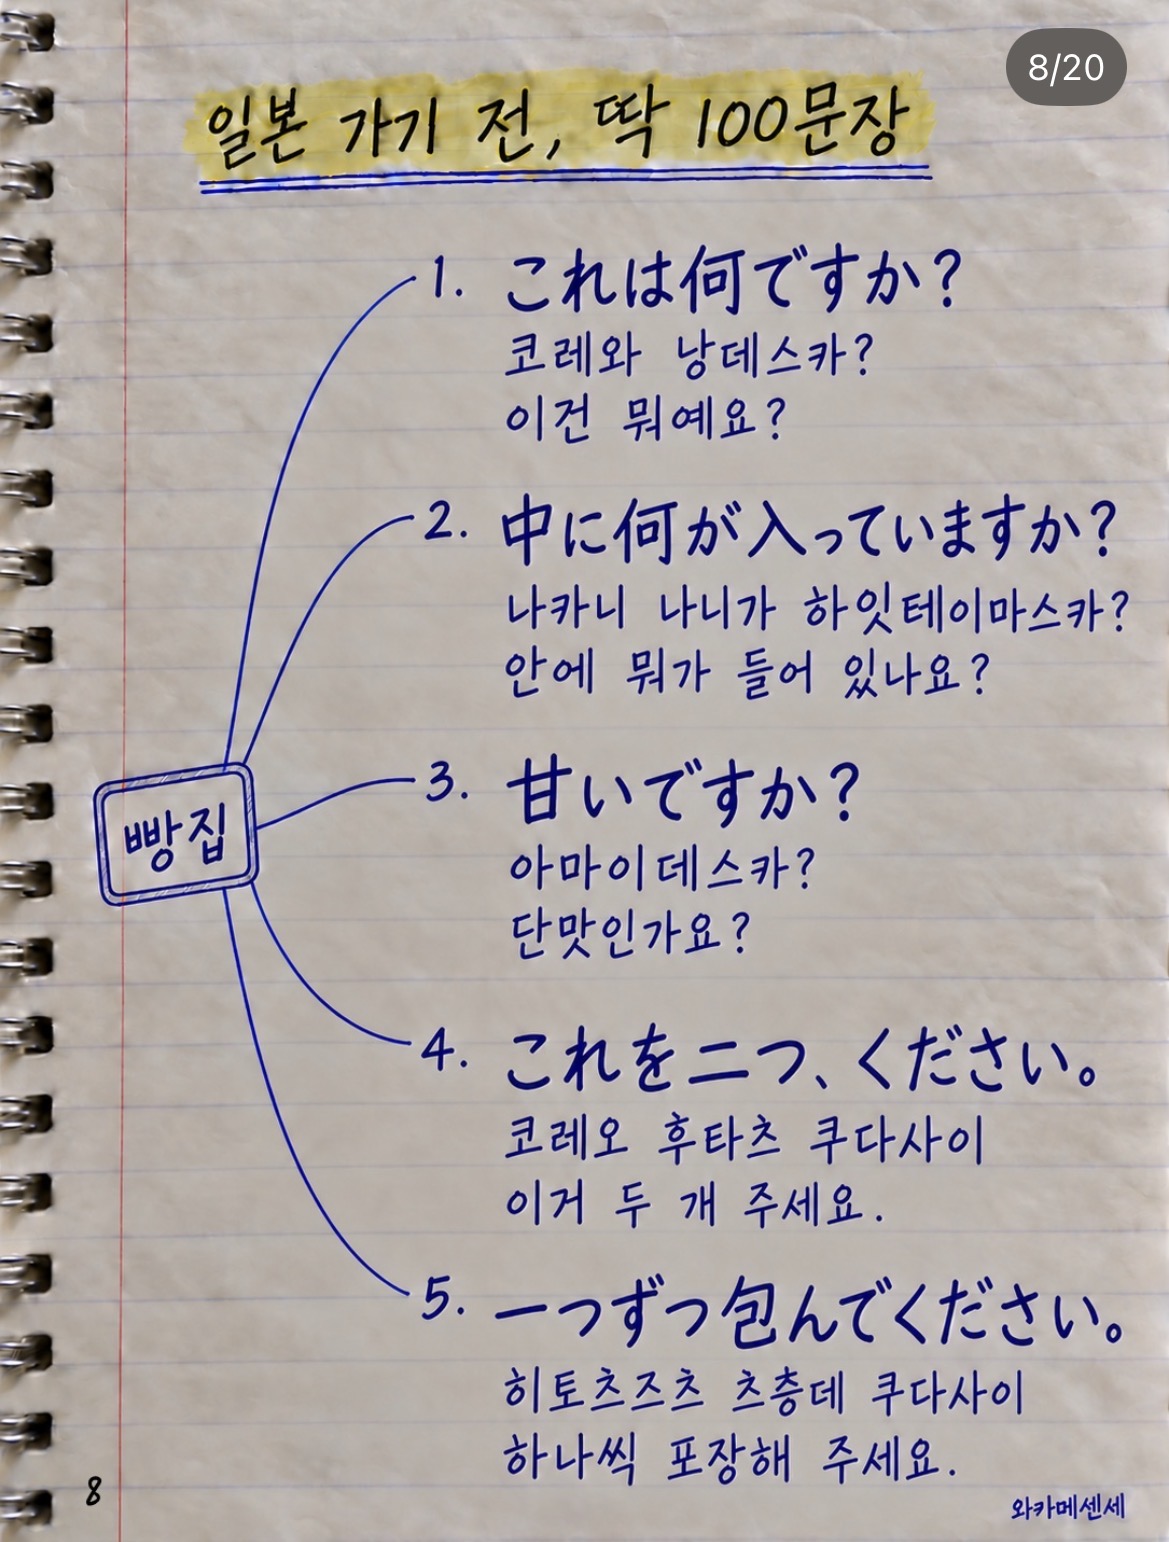 8/20
일본 가기 전, 딱 100문장
1. これは何ですか?
코레와 낭데스카?
이건 뭐예요?
2. 中に何が入っていますか?
나카니 나니가 하잇테이마스카?
안에 뭐가 들어 있나요?
빵집
3. 甘いですか?
아마이데스카?
단맛인가요?
4. これを二つ、ください。
코레오 후타츠 쿠다사이
이거 두 개 주세요.
5. 一つずつ包んでください。
히토츠즈츠 츠층데 쿠다사이
하나씩 포장해 주세요.
8
와카메센세